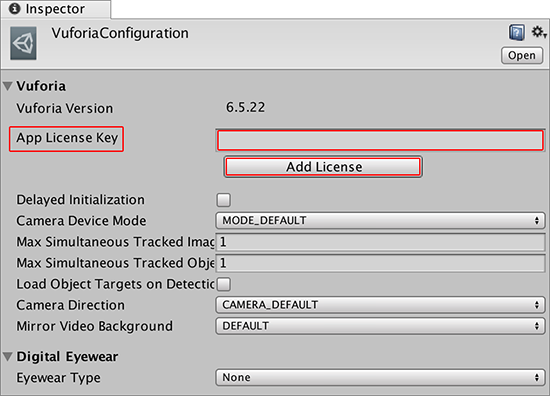 Inspector
VuforiaConfiguration
Open
Vuforia
Vuforia Version 6.5.22
App License Key
Add License
Delayed Initialization
Camera Device Mode MODE_DEFAULT
Max Simultaneous Tracked Imag 1
Max Simultaneous Tracked Obje 1
Load Object Targets on Detectio
Camera Direction CAMERA_DEFAULT
Mirror Video Background DEFAULT
Digital Eyewear
Eyewear Type None